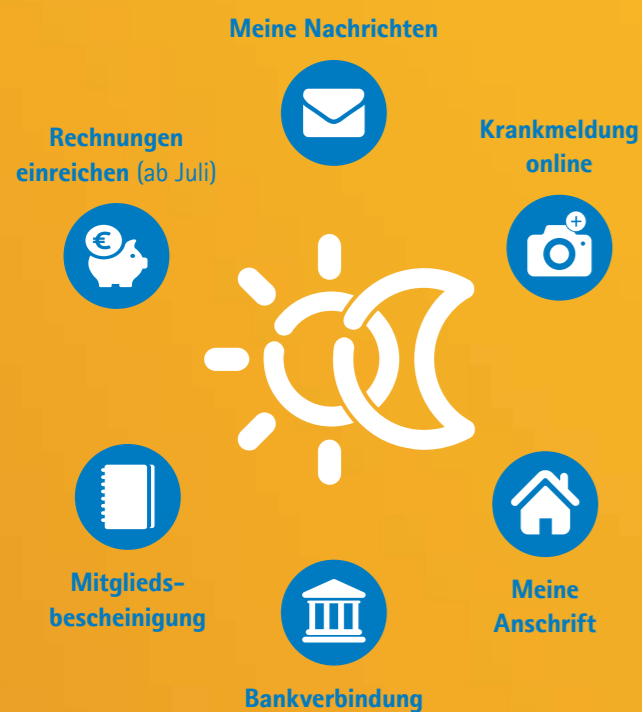 Meine Nachrichten
Rechnungen
einreichen (ab Juli)
Krankmeldung
online
€
Mitglieds-
bescheinigung
Meine
Anschrift
Bankverbindung